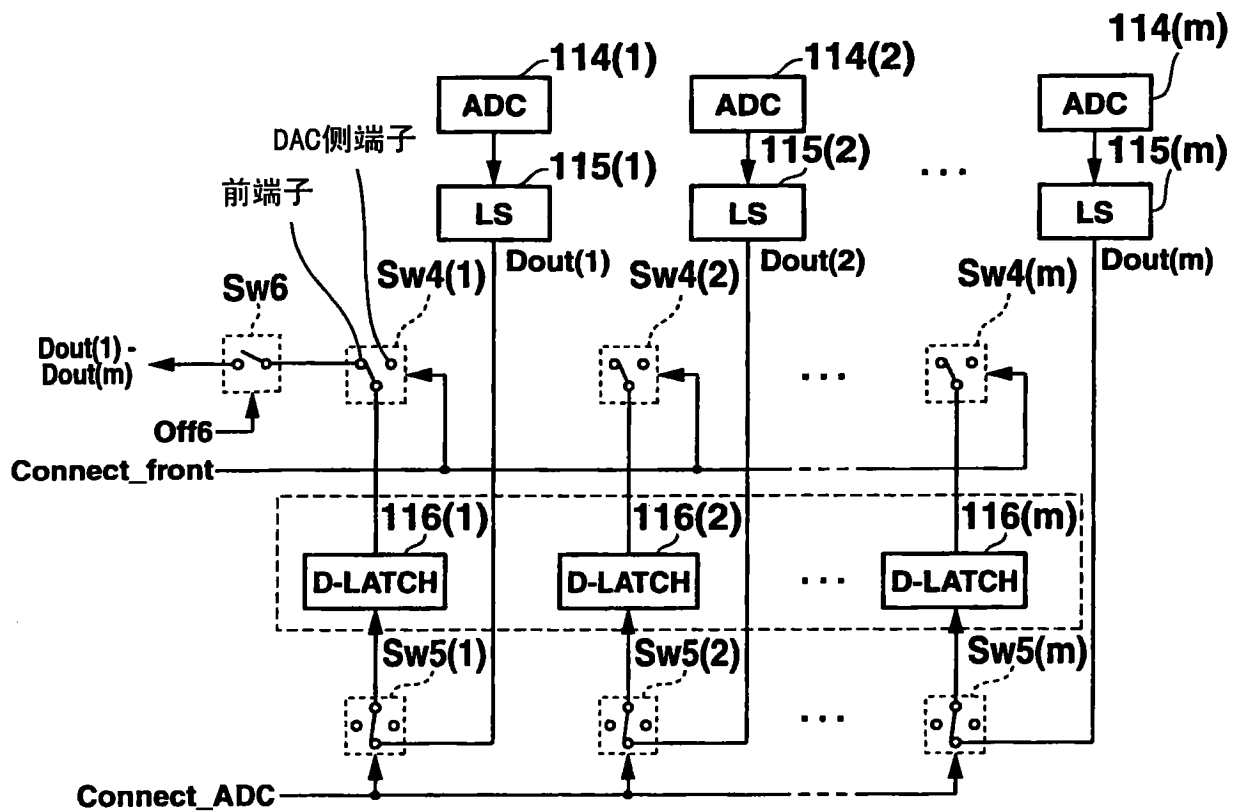 114(1)
114(2)
114(m)
ADC
ADC
ADC
DAC侧端子
115(1)
115(2)
115(m)
前端子
LS
LS
LS
. . .
Dout(1)
Dout(2)
Dout(m)
Sw6
Sw4(1)
Sw4(2)
Sw4(m)
Dout(1) -
Dout(m)
. . .
Off6
Connect_front
116(1)
116(2)
116(m)
D-LATCH
D-LATCH
. . .
D-LATCH
Sw5(1)
Sw5(2)
Sw5(m)
. . .
Connect_ADC